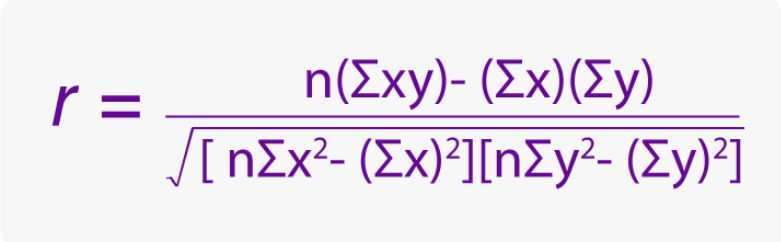 r = n(Σxy)- (Σx)(Σy)
√[ nΣx²- (Σx)²][nΣy²- (Σy)²]